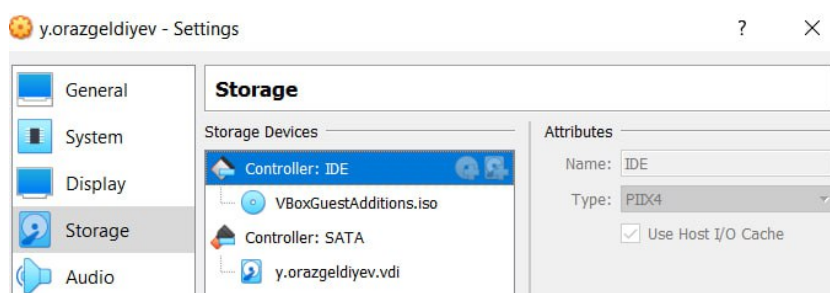 y.orazgeldiyev - Settings ? ×
General
System
Display
Storage
Audio
Storage
Storage Devices
Controller: IDE
VBoxGuestAdditions.iso
Controller: SATA
y.orazgeldiyev.vdi
Attributes
Name: IDE
Type: PIIX4
Use Host I/O Cache